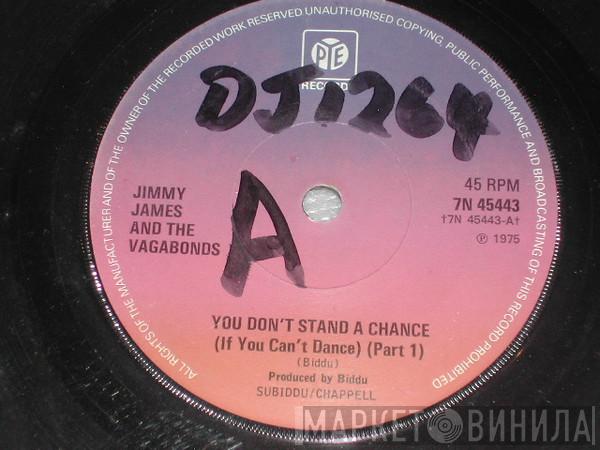 ALL RIGHTS OF THE MANUFACTURER AND OF THE OWNER OF THE RECORDED WORK RESERVED UNAUTHORISED COPYING, PUBLIC PERFORMANCE AND BROADCASTING OF THIS RECORD PROHIBITED
PYE
RECORDS
DJ1264
A
JIMMY
JAMES
AND THE
VAGABONDS
45 RPM
7N 45443
†7N 45443-A†
Ⓟ 1975
YOU DON'T STAND A CHANCE
(If You Can't Dance) (Part 1)
(Biddu)
Produced by Biddu
SUBIDDU/CHAPPELL
МАРКЕТ ВИНИЛА